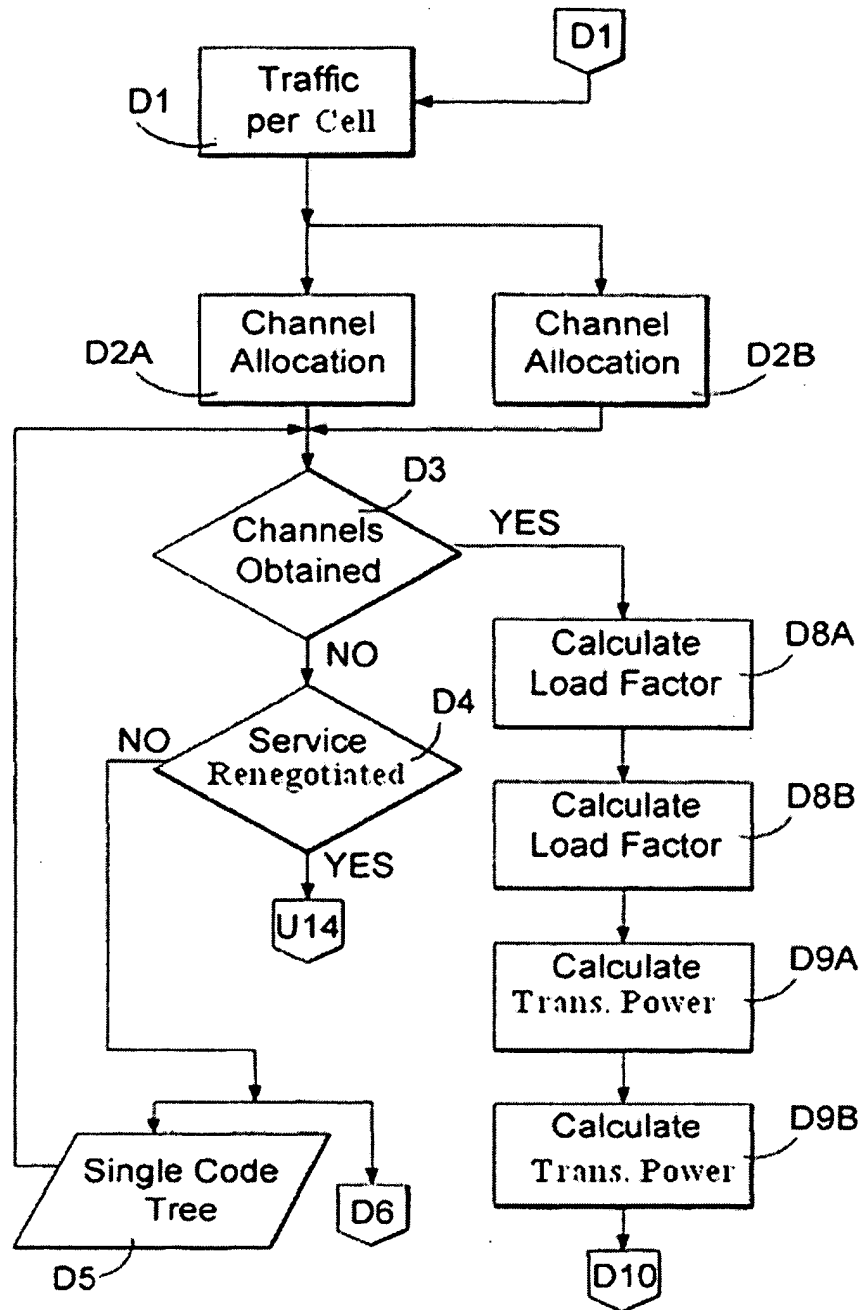 D1
D1
Traffic
per Cell
D2A
Channel
Allocation
Channel
Allocation
D2B
D3
Channels
Obtained
YES
NO
Calculate
Load Factor
D8A
NO
D4
Service
Renegotiated
YES
U14
Calculate
Load Factor
D8B
Calculate
Trans. Power
D9A
Single Code
Tree
D5
D6
Calculate
Trans. Power
D9B
D10